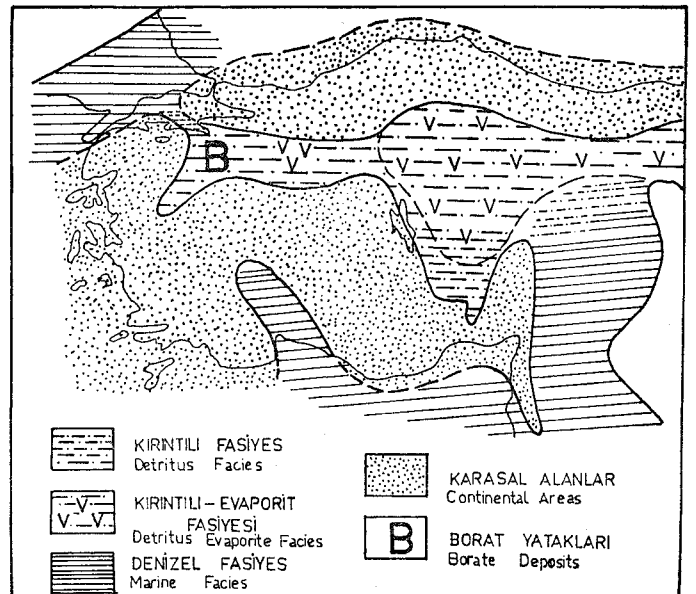 B
V V V V V V
V V V V V V
V V V
V
KIRINTILI FASİYES
Detritus Facies
KIRINTILI – EVAPORİT
FASİYESİ
Detritus Evaporite Facies
V V V
DENİZEL FASİYES
Marine Facies
KARASAL ALANLAR
Continental Areas
B
BORAT YATAKLARI
Borate Deposits